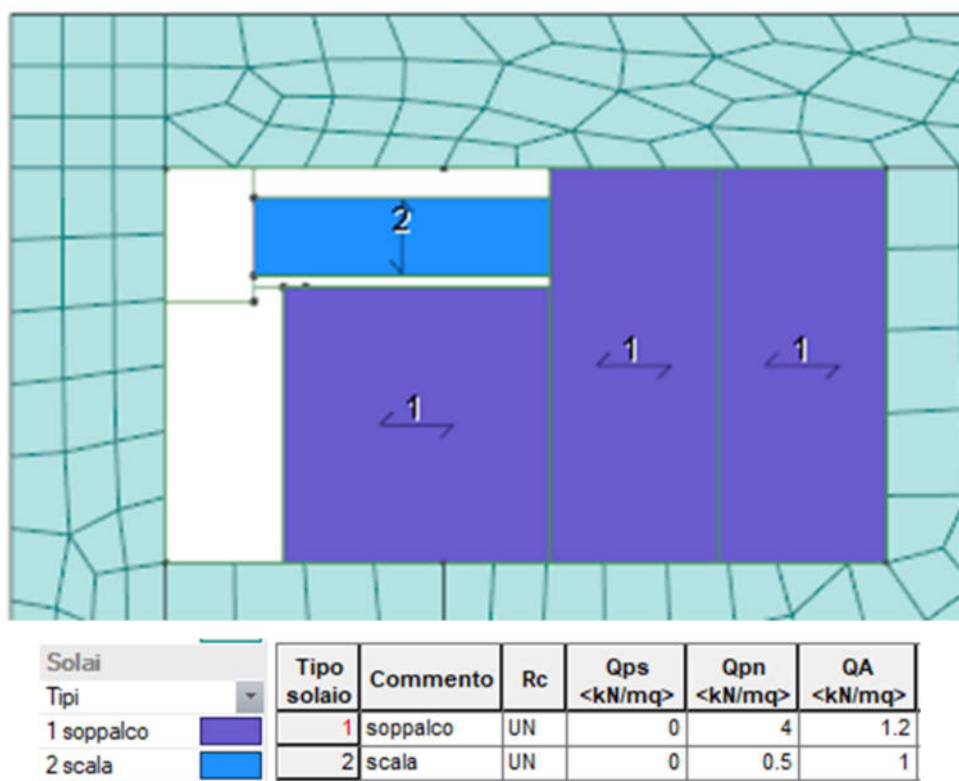 2
1
1
1
Solai
Tipi
1 soppalco
2 scala
Tipo solaio Commento Rc Qps <kN/mq> Qpn <kN/mq> QA <kN/mq>
1 soppalco UN 0 4 1.2
2 scala UN 0 0.5 1